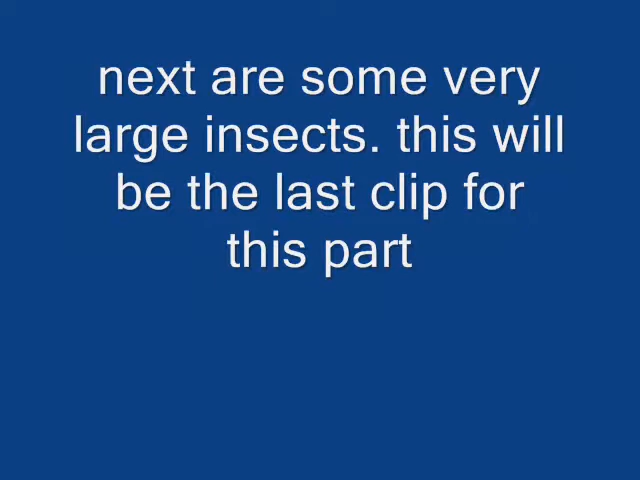 next are some very
large insects. this will
be the last clip for
this part